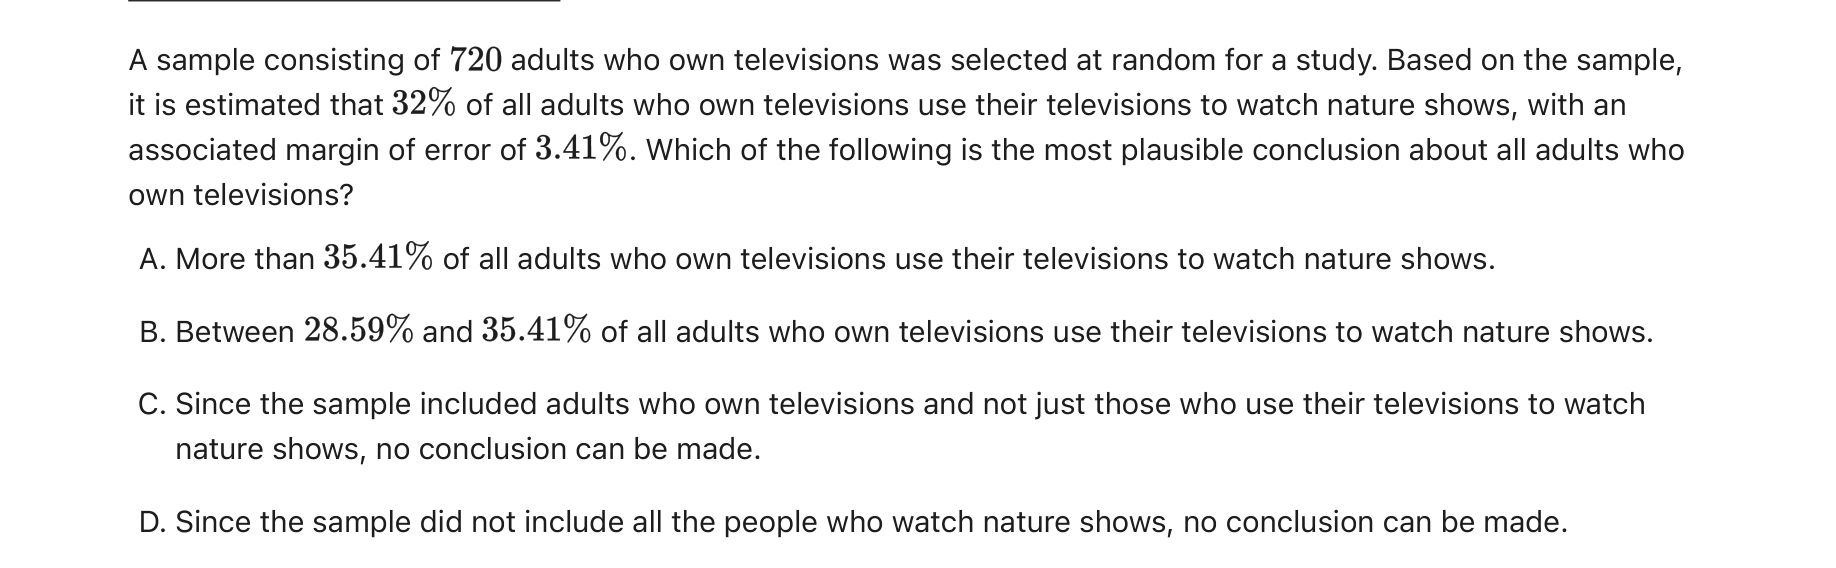 A sample consisting of 720 adults who own televisions was selected at random for a study. Based on the sample,
it is estimated that 32% of all adults who own televisions use their televisions to watch nature shows, with an
associated margin of error of 3.41%. Which of the following is the most plausible conclusion about all adults who
own televisions?
A. More than 35.41% of all adults who own televisions use their televisions to watch nature shows.
B. Between 28.59% and 35.41% of all adults who own televisions use their televisions to watch nature shows.
C. Since the sample included adults who own televisions and not just those who use their televisions to watch
nature shows, no conclusion can be made.
D. Since the sample did not include all the people who watch nature shows, no conclusion can be made.